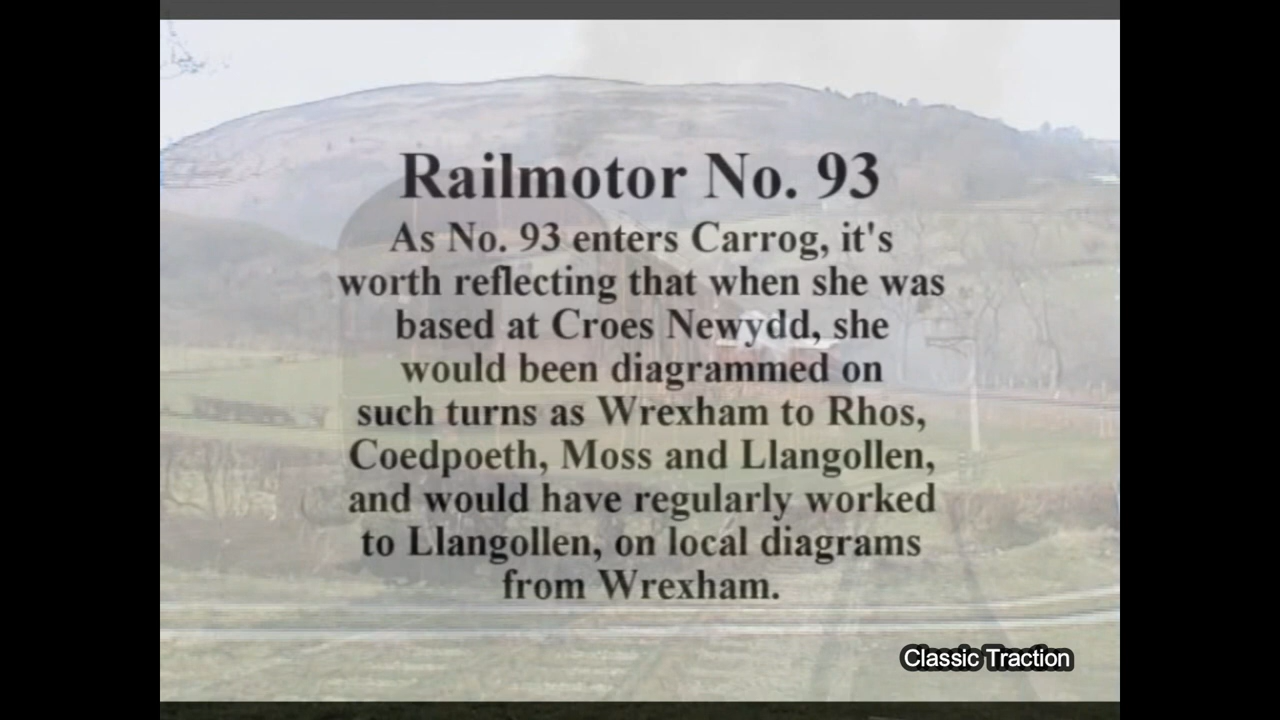 Railmotor No. 93
As No. 93 enters Carrog, it's
worth reflecting that when she was
based at Croes Newydd, she
would been diagrammed on
such turns as Wrexham to Rhos,
Coedpoeth, Moss and Llangollen,
and would have regularly worked
to Llangollen, on local diagrams
from Wrexham.
Classic Traction